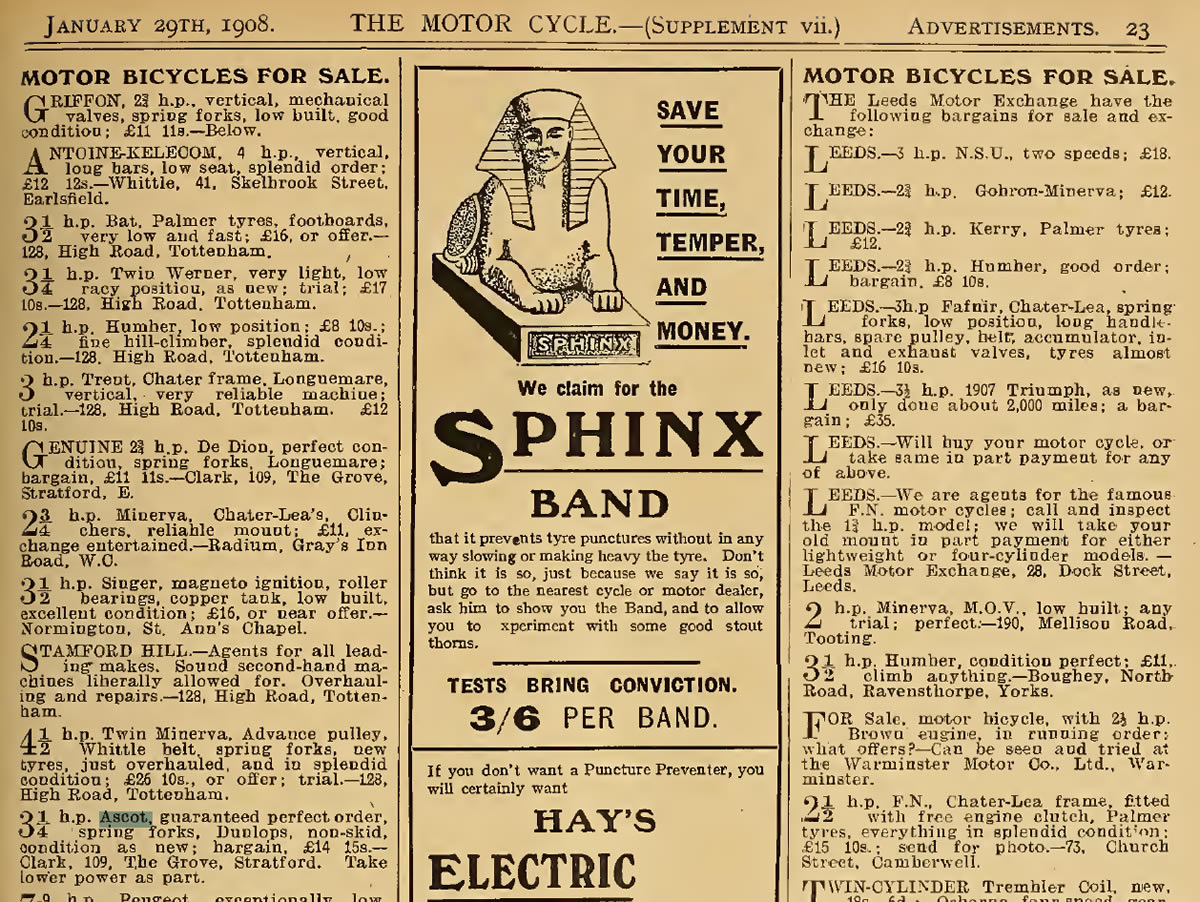 JANUARY 29TH, 1908.
THE MOTOR CYCLE.—(SUPPLEMENT vii.)
ADVERTISEMENTS. 23
MOTOR BICYCLES FOR SALE.
GRIFFON, 2¾ h.p., vertical, mechanical
valves, spring forks, low built, good
condition; £11 11s.—Below.
ANTOINE-KELECOM, 4 h.p., vertical,
long bars, low seat, splendid order;
£12 12s.—Whittle, 41, Skelbrook Street,
Earlsfield.
3½ h.p. Bat, Palmer tyres, footboards,
very low and fast; £16, or offer.—
128, High Road, Tottenham.
3¼ h.p. Twin Werner, very light, low
racy position, as new; trial; £17
10s.—128, High Road, Tottenham.
2¼ h.p. Humber, low position; £8 10s.;
fine hill-climber, splendid condi-
tion.—128, High Road, Tottenham.
3 h.p. Trent, Chater frame, Longuemare,
vertical, very reliable machine;
trial.—128, High Road, Tottenham. £12
10s.
GENUINE 2¾ h.p. De Dion, perfect con-
dition, spring forks, Longuemare;
bargain, £11 11s.—Clark, 109, The Grove,
Stratford, E.
2¾ h.p. Minerva, Chater-Lea's, Clin-
chers, reliable mount; £11, ex-
change entertained.—Radium, Gray's Inn
Road, W.C.
3½ h.p. Singer, magneto ignition, roller
bearings, copper tank, low built,
excellent condition; £16, or near offer.—
Normington, St. Ann's Chapel.
STAMFORD HILL.—Agents for all lead-
ing makes. Sound second-hand ma-
chines liberally allowed for. Overhaul-
ing and repairs.—128, High Road, Totten-
ham.
4½ h.p. Twin Minerva, Advance pulley,
Whittle belt, spring forks, new
tyres, just overhauled, and in splendid
condition; £26 10s., or offer; trial.—128,
High Road, Tottenham.
3¼ h.p. Ascot, guaranteed perfect order,
spring forks, Dunlops, non-skid,
condition as new; bargain, £14 15s.—
Clark, 109, The Grove, Stratford. Take
lower power as part.
7-9 h.p. Peugeot, exceptionally low,
SAVE
YOUR
TIME,
TEMPER,
AND
MONEY.
SPHINX
We claim for the
SPHINX
BAND
that it prevents tyre punctures without in any
way slowing or making heavy the tyre. Don't
think it is so, just because we say it is so,
but go to the nearest cycle or motor dealer,
ask him to show you the Band, and to allow
you to xperiment with some good stout
thorns.
TESTS BRING CONVICTION.
3/6 PER BAND.
If you don't want a Puncture Preventer, you
will certainly want
HAY'S
ELECTRIC
MOTOR BICYCLES FOR SALE.
THE Leeds Motor Exchange have the
following bargains for sale and ex-
change:
LEEDS.—3 h.p. N.S.U., two speeds; £18.
LEEDS.—2¾ h.p. Gobron-Minerva; £12.
LEEDS.—2¾ h.p. Kerry, Palmer tyres;
£12.
LEEDS.—2¾ h.p. Humber, good order;
bargain, £8 10s.
LEEDS.—3h.p Fafnir, Chater-Lea, spring
forks, low position, long handle-
bars, spare pulley, belt, accumulator, in-
let and exhaust valves, tyres almost
new; £16 10s.
LEEDS.—3½ h.p. 1907 Triumph, as new,
only done about 2,000 miles; a bar-
gain; £35.
LEEDS.—Will buy your motor cycle, or
take same in part payment for any
of above.
LEEDS.—We are agents for the famous
F.N. motor cycles; call and inspect
the 1¾ h.p. model; we will take your
old mount in part payment for either
lightweight or four-cylinder models. —
Leeds Motor Exchange, 28, Dock Street,
Leeds.
2 h.p. Minerva, M.O.V., low built; any
trial; perfect.—190, Mellison Road,
Tooting.
3½ h.p. Humber, condition perfect; £11,
climb anything.—Boughey, North
Road, Ravensthorpe, Yorks.
FOR Sale, motor bicycle, with 2½ h.p.
Brown engine, in running order;
what offers?—Can be seen and tried at
the Warminster Motor Co., Ltd., War-
minster.
2½ h.p. F.N., Chater-Lea frame, fitted
with free engine clutch, Palmer
tyres, everything in splendid condition;
£15 10s.; send for photo.—73, Church
Street, Camberwell.
TWIN-CYLINDER Trembler Coil, new,